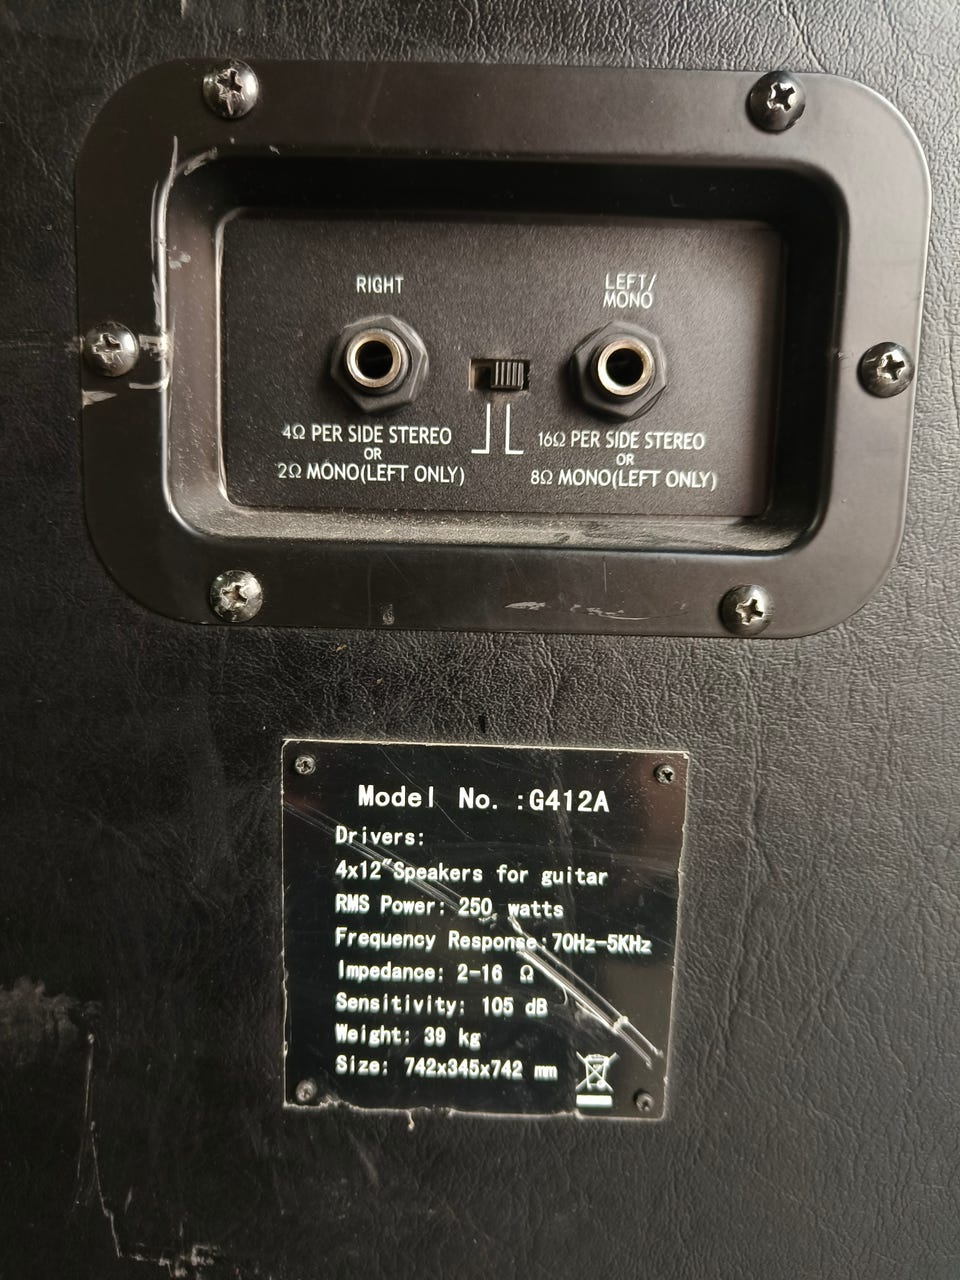 RIGHT
LEFT/
MONO
4Ω PER SIDE STEREO
OR
2Ω MONO(LEFT ONLY)
16Ω PER SIDE STEREO
OR
8Ω MONO(LEFT ONLY)
Model No. :G412A
Drivers:
4x12"Speakers for guitar
RMS Power: 250 watts
Frequency Response:70Hz-5KHz
Impedance: 2-16 Ω
Sensitivity: 105 dB
Weight: 39 kg
Size: 742x345x742 mm